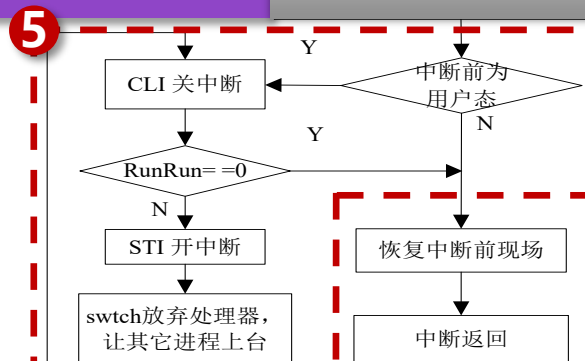 5
Y
CLI 关中断
中断前为
用户态
N
Y
RunRun= =0
N
STI 开中断
恢复中断前现场
swtch放弃处理器，
让其它进程上台
中断返回